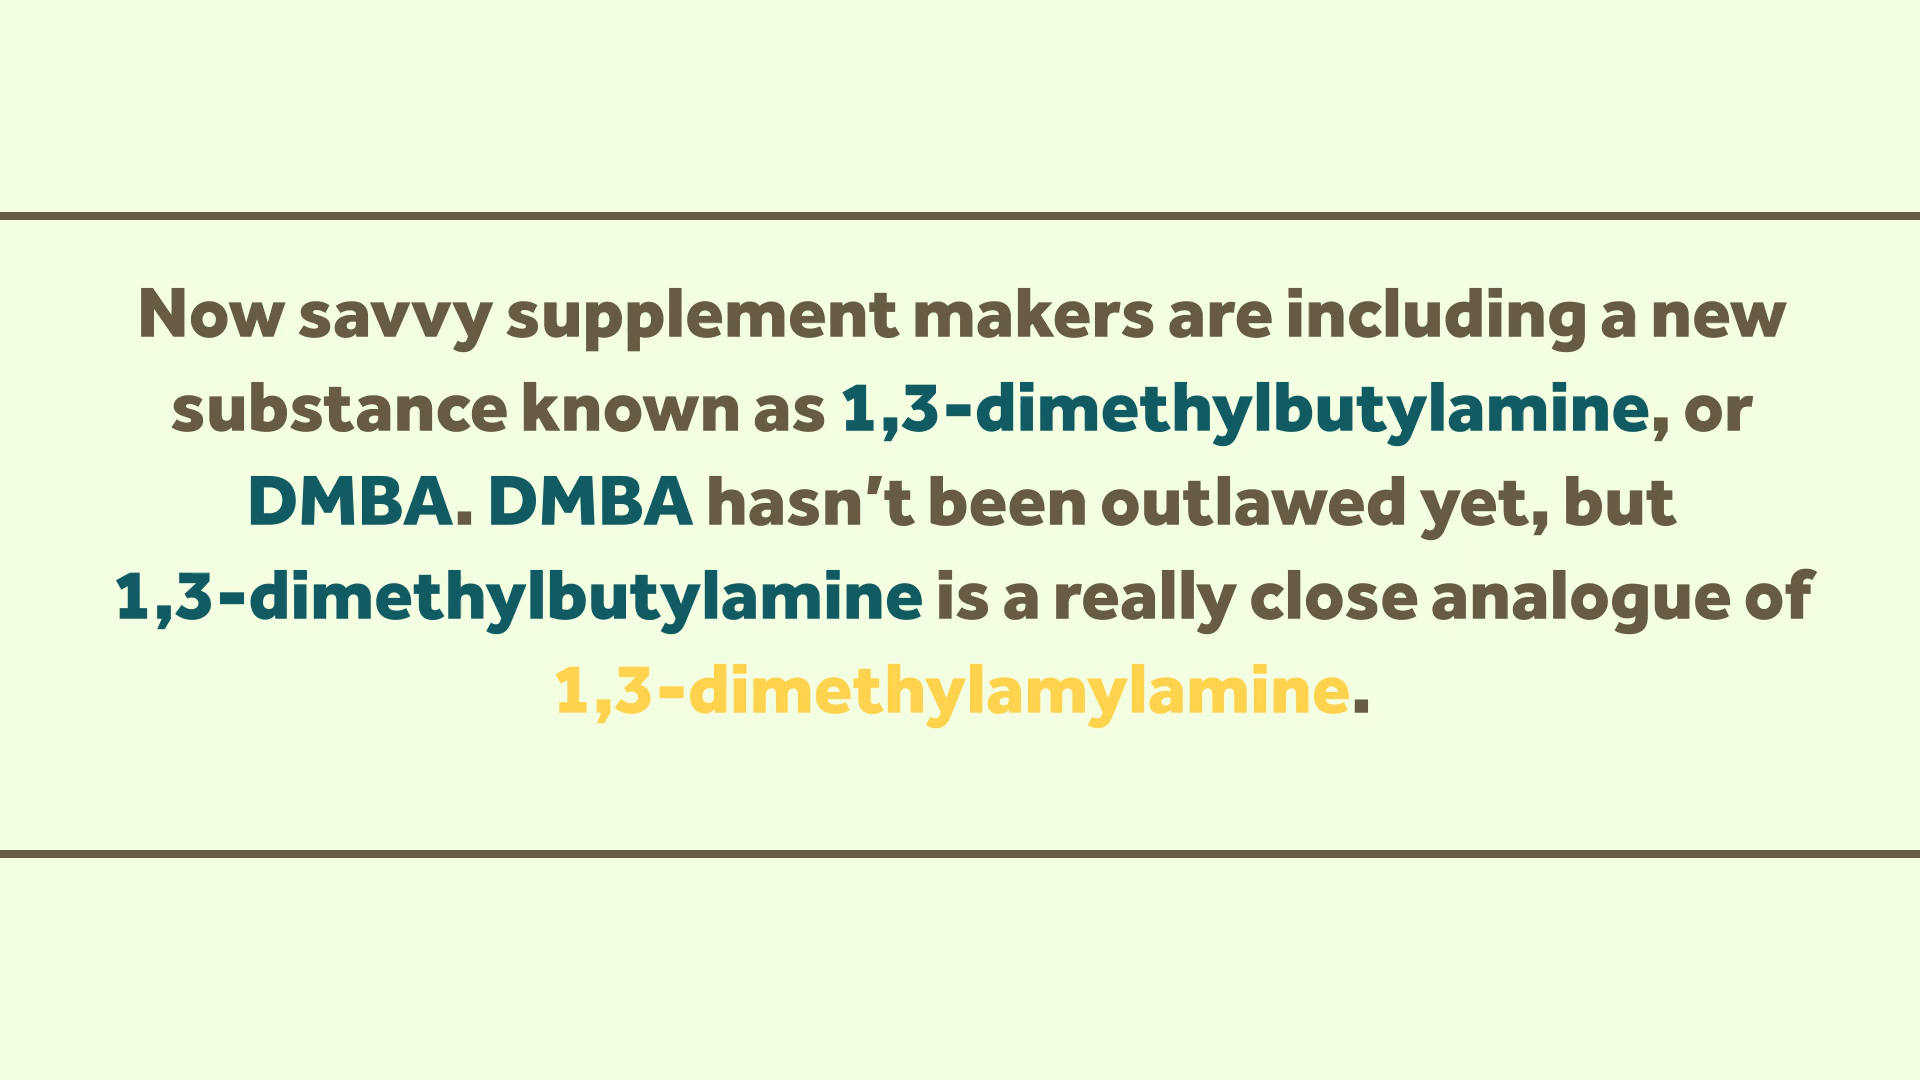 Now savvy supplement makers are including a new
substance known as 1,3-dimethylbutylamine, or
DMBA. DMBA hasn't been outlawed yet, but
1,3-dimethylbutylamine is a really close analogue of
1,3-dimethylamylamine.